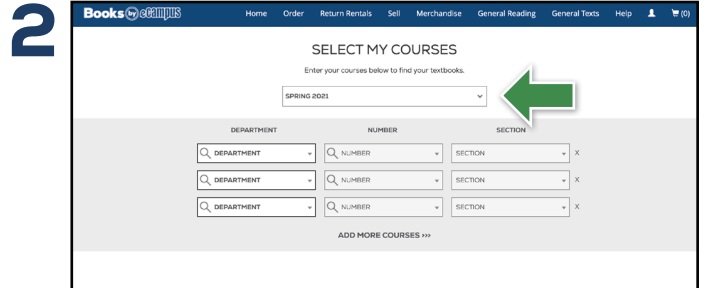 2
Books by eCampus Home Order Return Rentals Sell Merchandise General Reading General Texts Help (0)
SELECT MY COURSES
Enter your courses below to find your textbooks.
SPRING 2021
DEPARTMENT NUMBER SECTION
DEPARTMENT NUMBER SECTION X
DEPARTMENT NUMBER SECTION X
DEPARTMENT NUMBER SECTION X
ADD MORE COURSES >>>